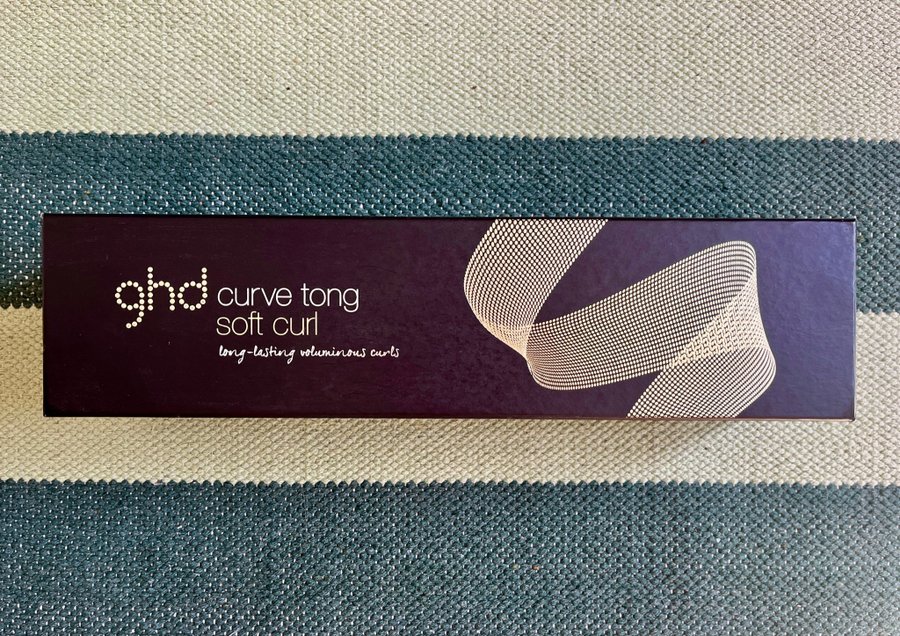 ghd curve tong
soft curl
long-lasting voluminous curls